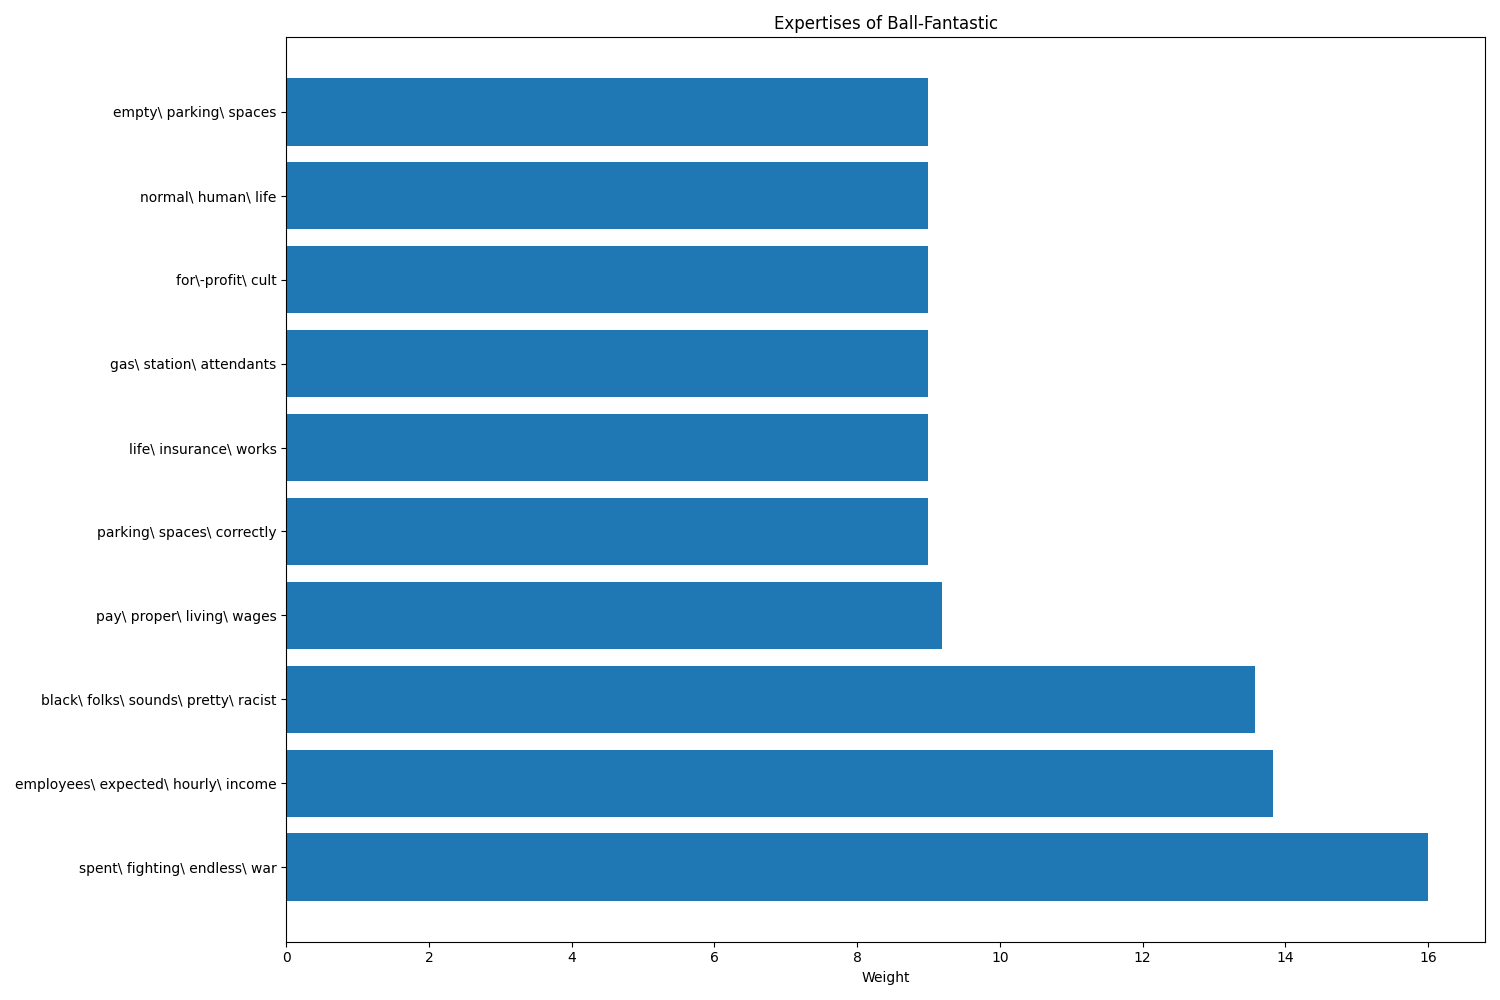 Expertises of Ball-Fantastic
empty\ parking\ spaces
normal\ human\ life
for\-profit\ cult
gas\ station\ attendants
life\ insurance\ works
parking\ spaces\ correctly
pay\ proper\ living\ wages
black\ folks\ sounds\ pretty\ racist
employees\ expected\ hourly\ income
spent\ fighting\ endless\ war
0 2 4 6 8 10 12 14 16
Weight